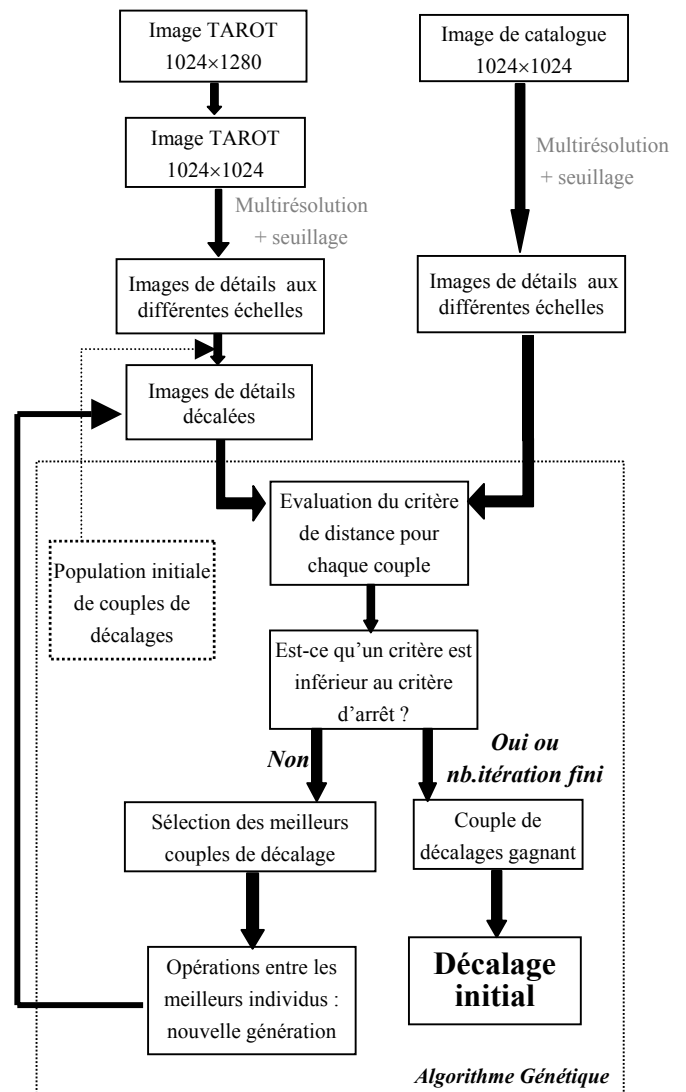 Image TAROT
1024×1280
Image de catalogue
1024×1024
Image TAROT
1024×1024
Multirésolution
+ seuillage
Multirésolution
+ seuillage
Images de détails aux
différentes échelles
Images de détails aux
différentes échelles
Images de détails
décalées
Evaluation du critère
de distance pour
chaque couple
Population initiale
de couples de
décalages
Est-ce qu’un critère est
inférieur au critère
d’arrêt ?
Non
Oui ou
nb.itération fini
Sélection des meilleurs
couples de décalage
Couple de
décalages gagnant
Opérations entre les
meilleurs individus :
nouvelle génération
Décalage
initial
Algorithme Génétique